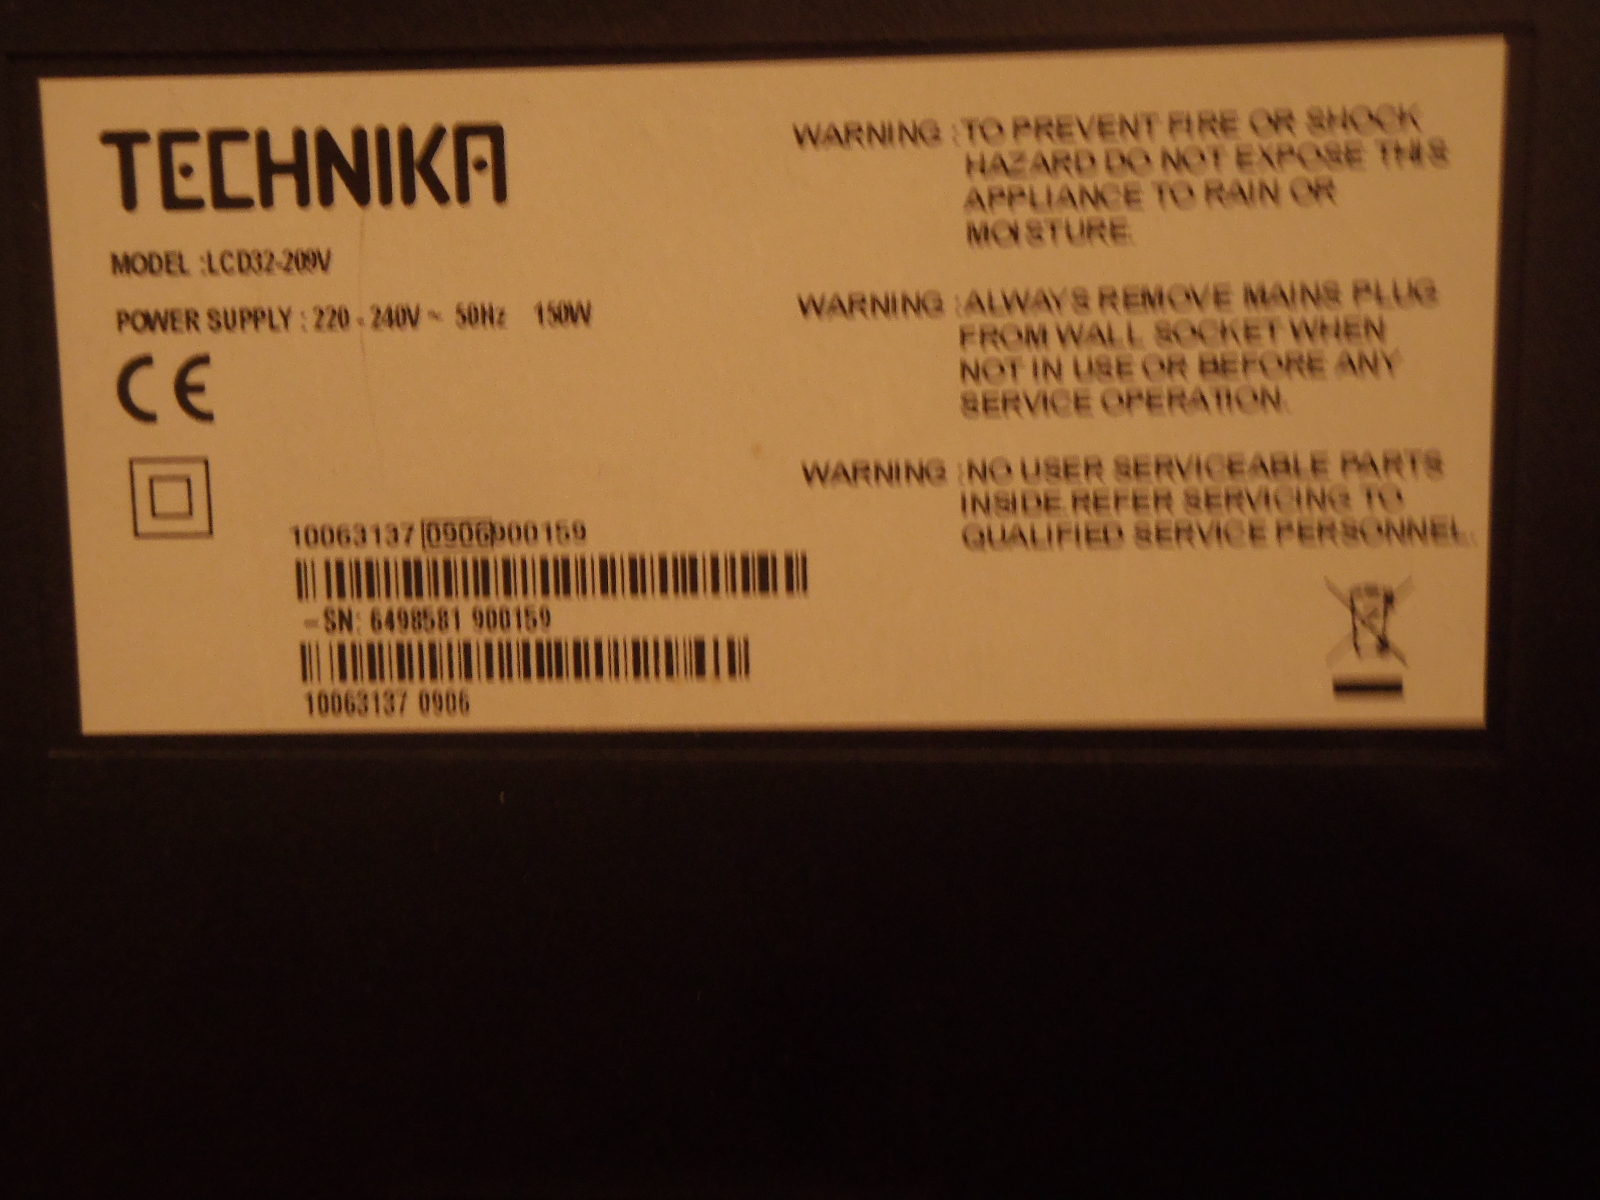 TECHNIKA
MODEL :LCD32-209V
POWER SUPPLY : 220 - 240V ~ 50Hz 150W
CE
10063137 0906 900159
-SN: 6498581 900159
10063137 0906
WARNING :TO PREVENT FIRE OR SHOCK
HAZARD DO NOT EXPOSE THIS
APPLIANCE TO RAIN OR
MOISTURE.
WARNING :ALWAYS REMOVE MAINS PLUG
FROM WALL SOCKET WHEN
NOT IN USE OR BEFORE ANY
SERVICE OPERATION.
WARNING :NO USER SERVICEABLE PARTS
INSIDE.REFER SERVICING TO
QUALIFIED SERVICE PERSONNEL.